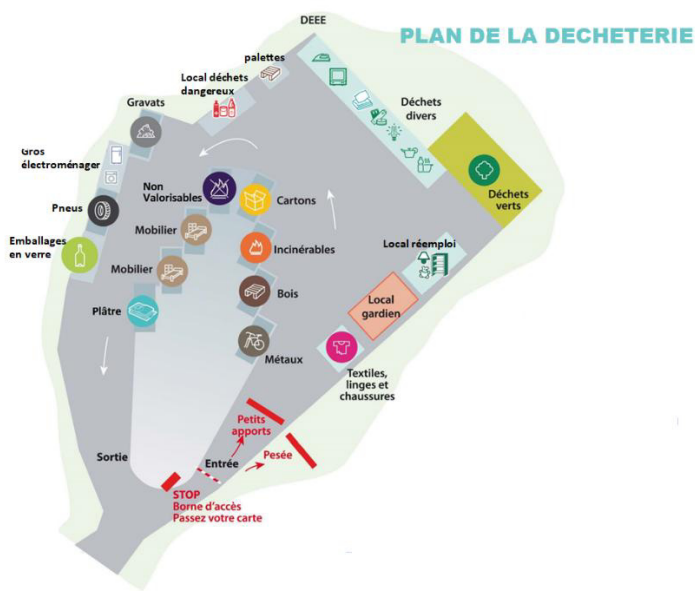 DEEE
PLAN DE LA DECHETERIE
palettes
Local déchets
dangereux
Gravats
Déchets
divers
Gros
électroménager
Non
Valorisables
Cartons
Déchets
verts
Pneus
Mobilier
Emballages
en verre
Incinérables
Local réemploi
Mobilier
Bois
Local
gardien
Plâtre
Métaux
Textiles,
linges et
chaussures
Petits
apports
Sortie
Entrée
Pesée
STOP
Borne d'accès
Passez votre carte